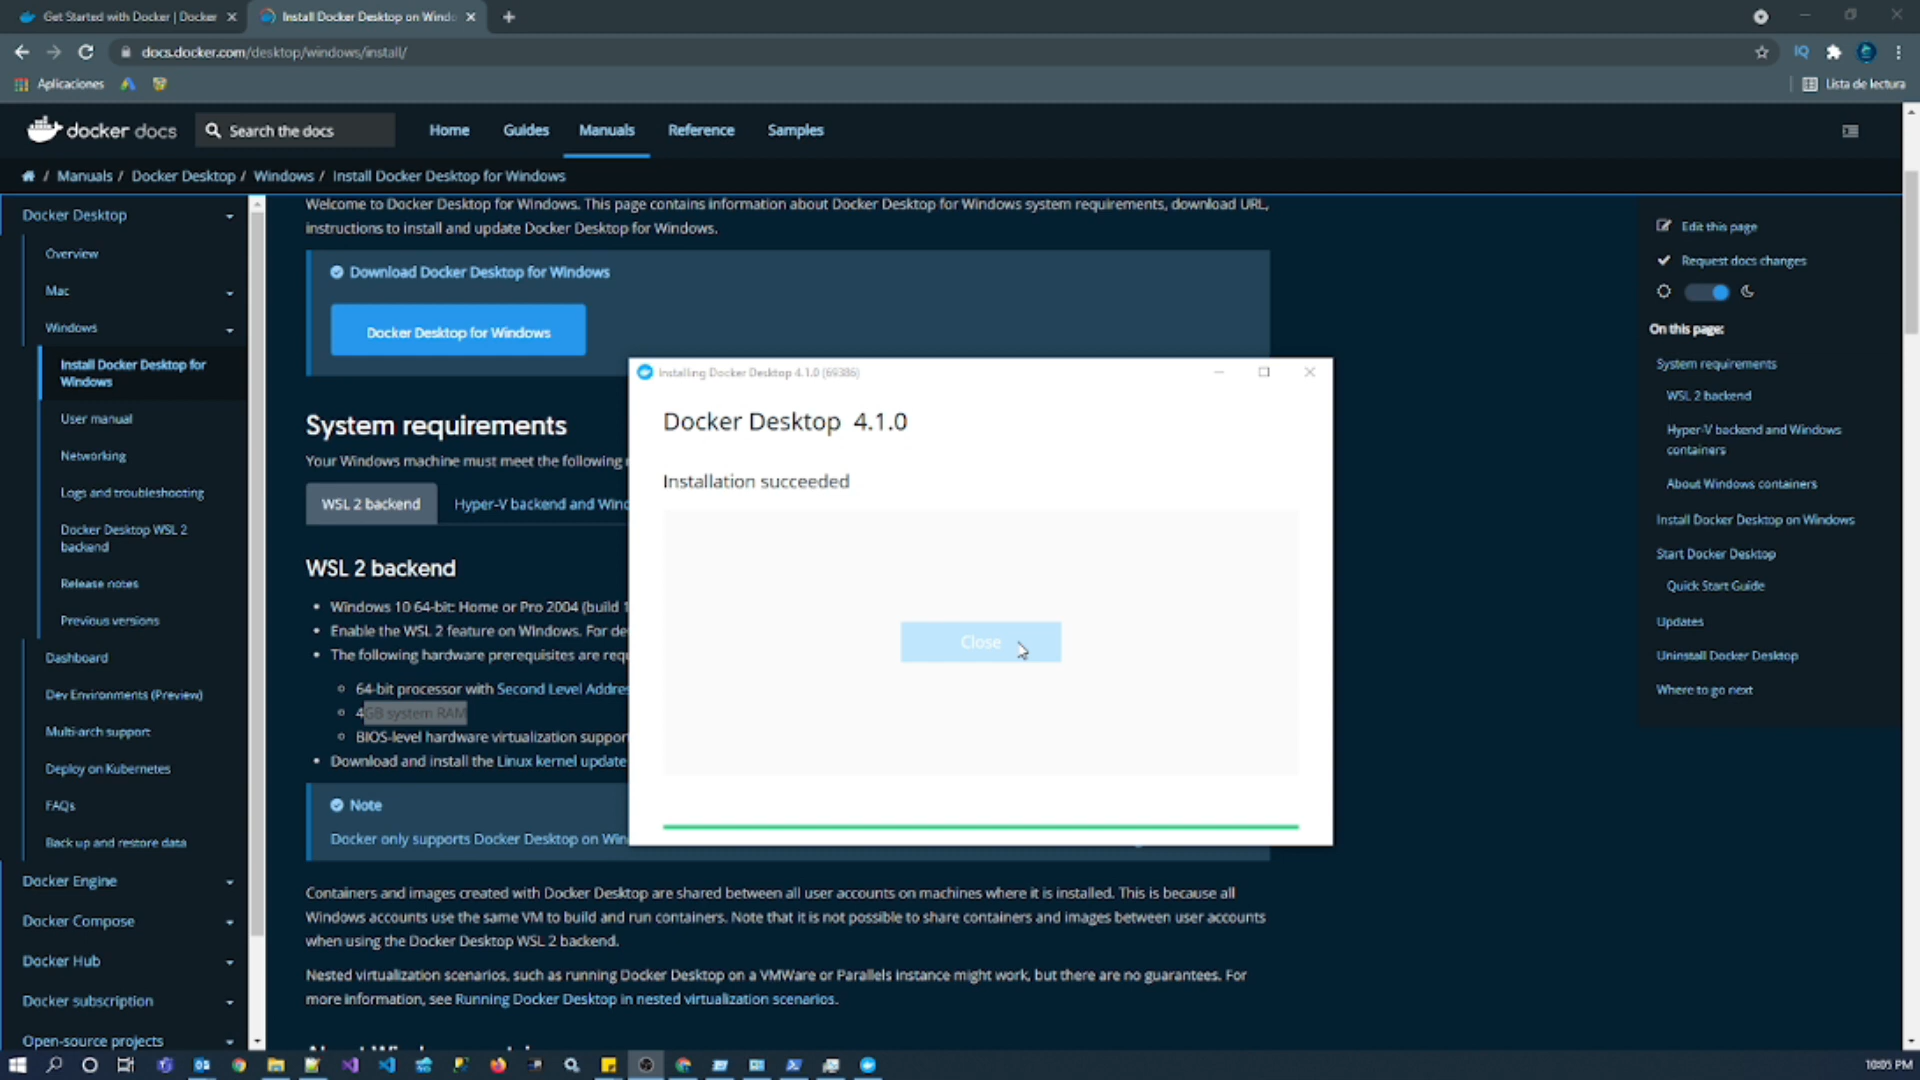 Get Started with Docker | Docker
Install Docker Desktop on Windo
docs.docker.com/desktop/windows/install/
Aplicaciones
Lista de lectura
docker docs
Search the docs
Home
Guides
Manuals
Reference
Samples
/ Manuals / Docker Desktop / Windows / Install Docker Desktop for Windows
Docker Desktop
Overview
Mac
Windows
Install Docker Desktop for
Windows
User manual
Networking
Logs and troubleshooting
Docker Desktop WSL 2
backend
Release notes
Previous versions
Dashboard
Dev Environments (Preview)
Multi-arch support
Deploy on Kubernetes
FAQs
Back up and restore data
Docker Engine
Docker Compose
Docker Hub
Docker subscription
Open-source projects
Welcome to Docker Desktop for Windows. This page contains information about Docker Desktop for Windows system requirements, download URL,
instructions to install and update Docker Desktop for Windows.
Download Docker Desktop for Windows
Docker Desktop for Windows
System requirements
Your Windows machine must meet the following
WSL 2 backend
Hyper-V backend and Wind
WSL 2 backend
• Windows 10 64-bit: Home or Pro 2004 (build 1
• Enable the WSL 2 feature on Windows. For de
• The following hardware prerequisites are requ
64-bit processor with Second Level Addres
4GB system RAM
BIOS-level hardware virtualization support
• Download and install the Linux kernel update
Note
Docker only supports Docker Desktop on Win
Containers and images created with Docker Desktop are shared between all user accounts on machines where it is installed. This is because all
Windows accounts use the same VM to build and run containers. Note that it is not possible to share containers and images between user accounts
when using the Docker Desktop WSL 2 backend.
Nested virtualization scenarios, such as running Docker Desktop on a VMWare or Parallels instance might work, but there are no guarantees. For
more information, see Running Docker Desktop in nested virtualization scenarios.
Installing Docker Desktop 4.1.0 (69386)
Docker Desktop 4.1.0
Installation succeeded
Close
Edit this page
Request docs changes
On this page:
System requirements
WSL 2 backend
Hyper-V backend and Windows
containers
About Windows containers
Install Docker Desktop on Windows
Start Docker Desktop
Quick Start Guide
Updates
Uninstall Docker Desktop
Where to go next
10:05 PM